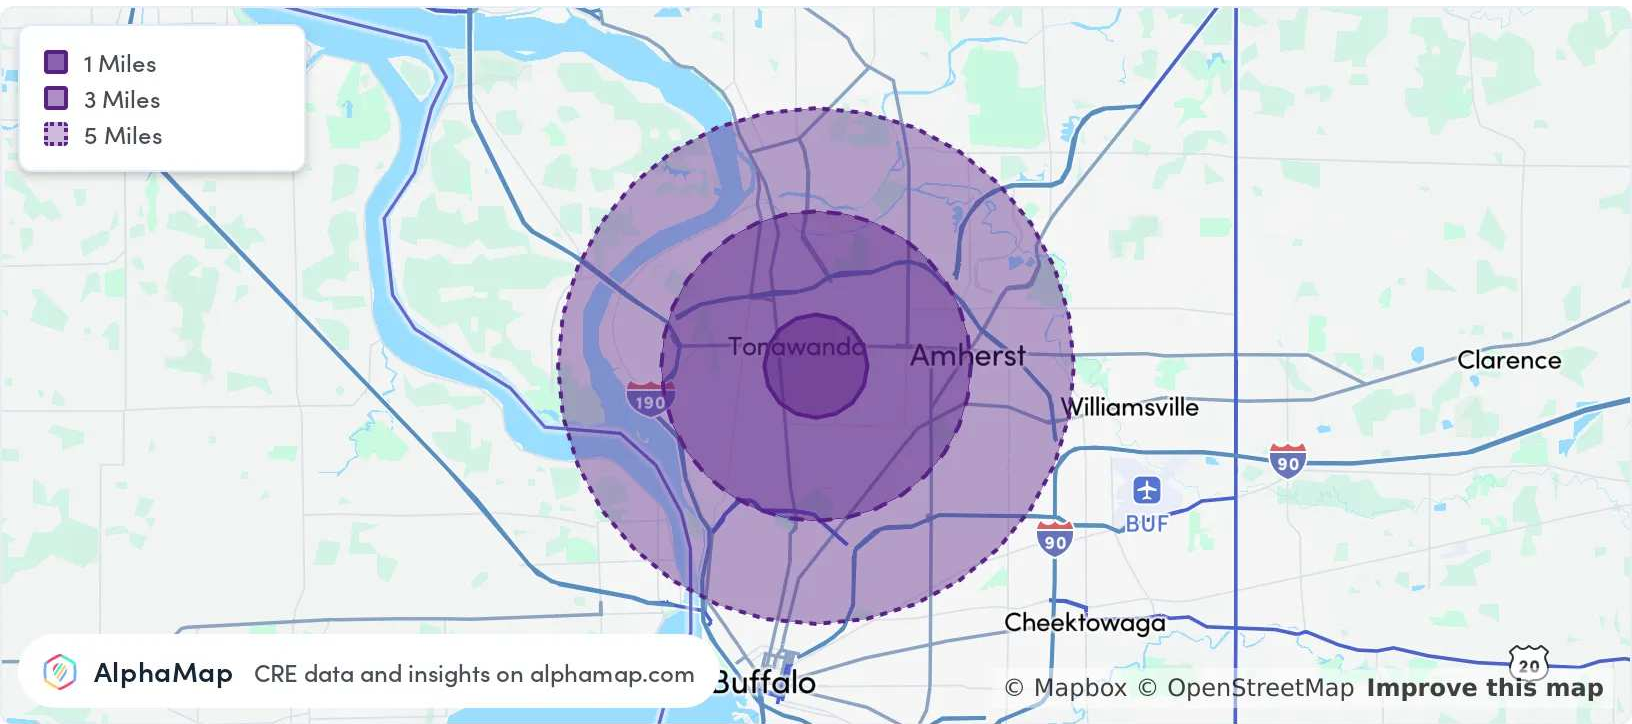 1 Miles
3 Miles
5 Miles
Tonawanda
Amherst
Clarence
190
Williamsville
90
BUF
90
Cheektowaga
20
AlphaMap CRE data and insights on alphamap.com
Buffalo
© Mapbox © OpenStreetMap Improve this map